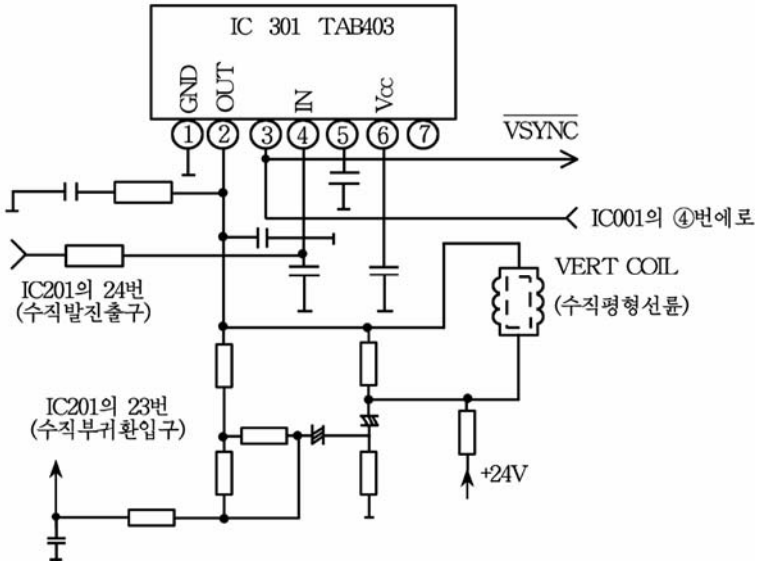 IC 301 TAB403
GND
OUT
IN
Vcc
① ② ③ ④ ⑤ ⑥ ⑦
VSYNC
IC001의 ④번에로
IC201의 24번
(수직발진출구)
VERT COIL
(수직평형선륜)
IC201의 23번
(수직부귀환입구)
+24V